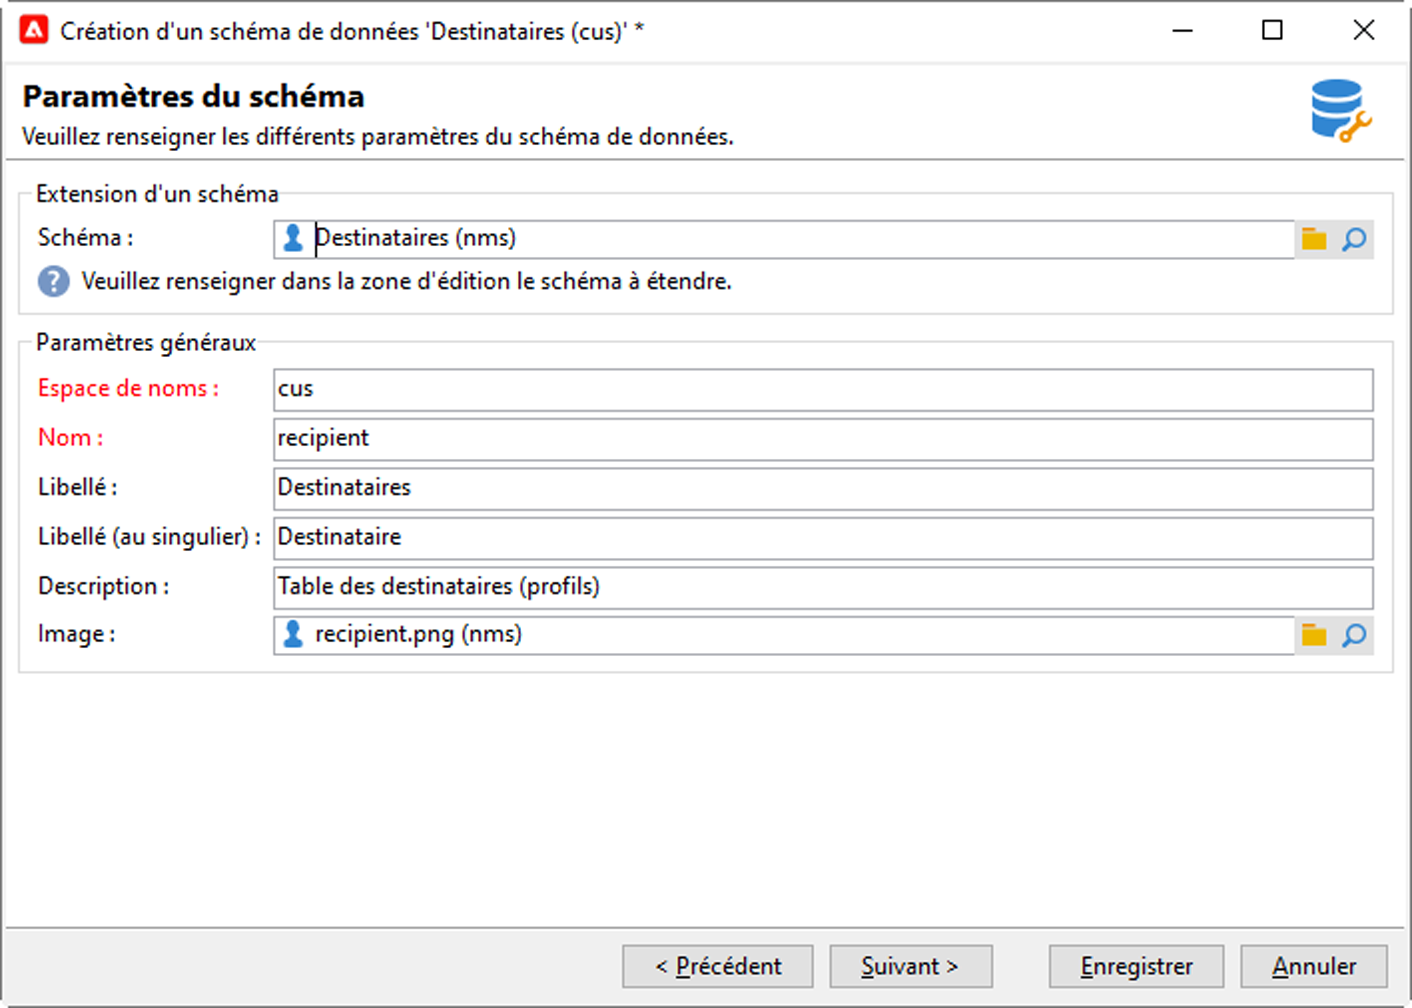 Création d'un schéma de données 'Destinataires (cus)' *
Paramètres du schéma
Veuillez renseigner les différents paramètres du schéma de données.
Extension d'un schéma
Schéma : Destinataires (nms)
? Veuillez renseigner dans la zone d'édition le schéma à étendre.
Paramètres généraux
Espace de noms : cus
Nom : recipient
Libellé : Destinataires
Libellé (au singulier) : Destinataire
Description : Table des destinataires (profils)
Image : recipient.png (nms)
< Précédent Suivant > Enregistrer Annuler